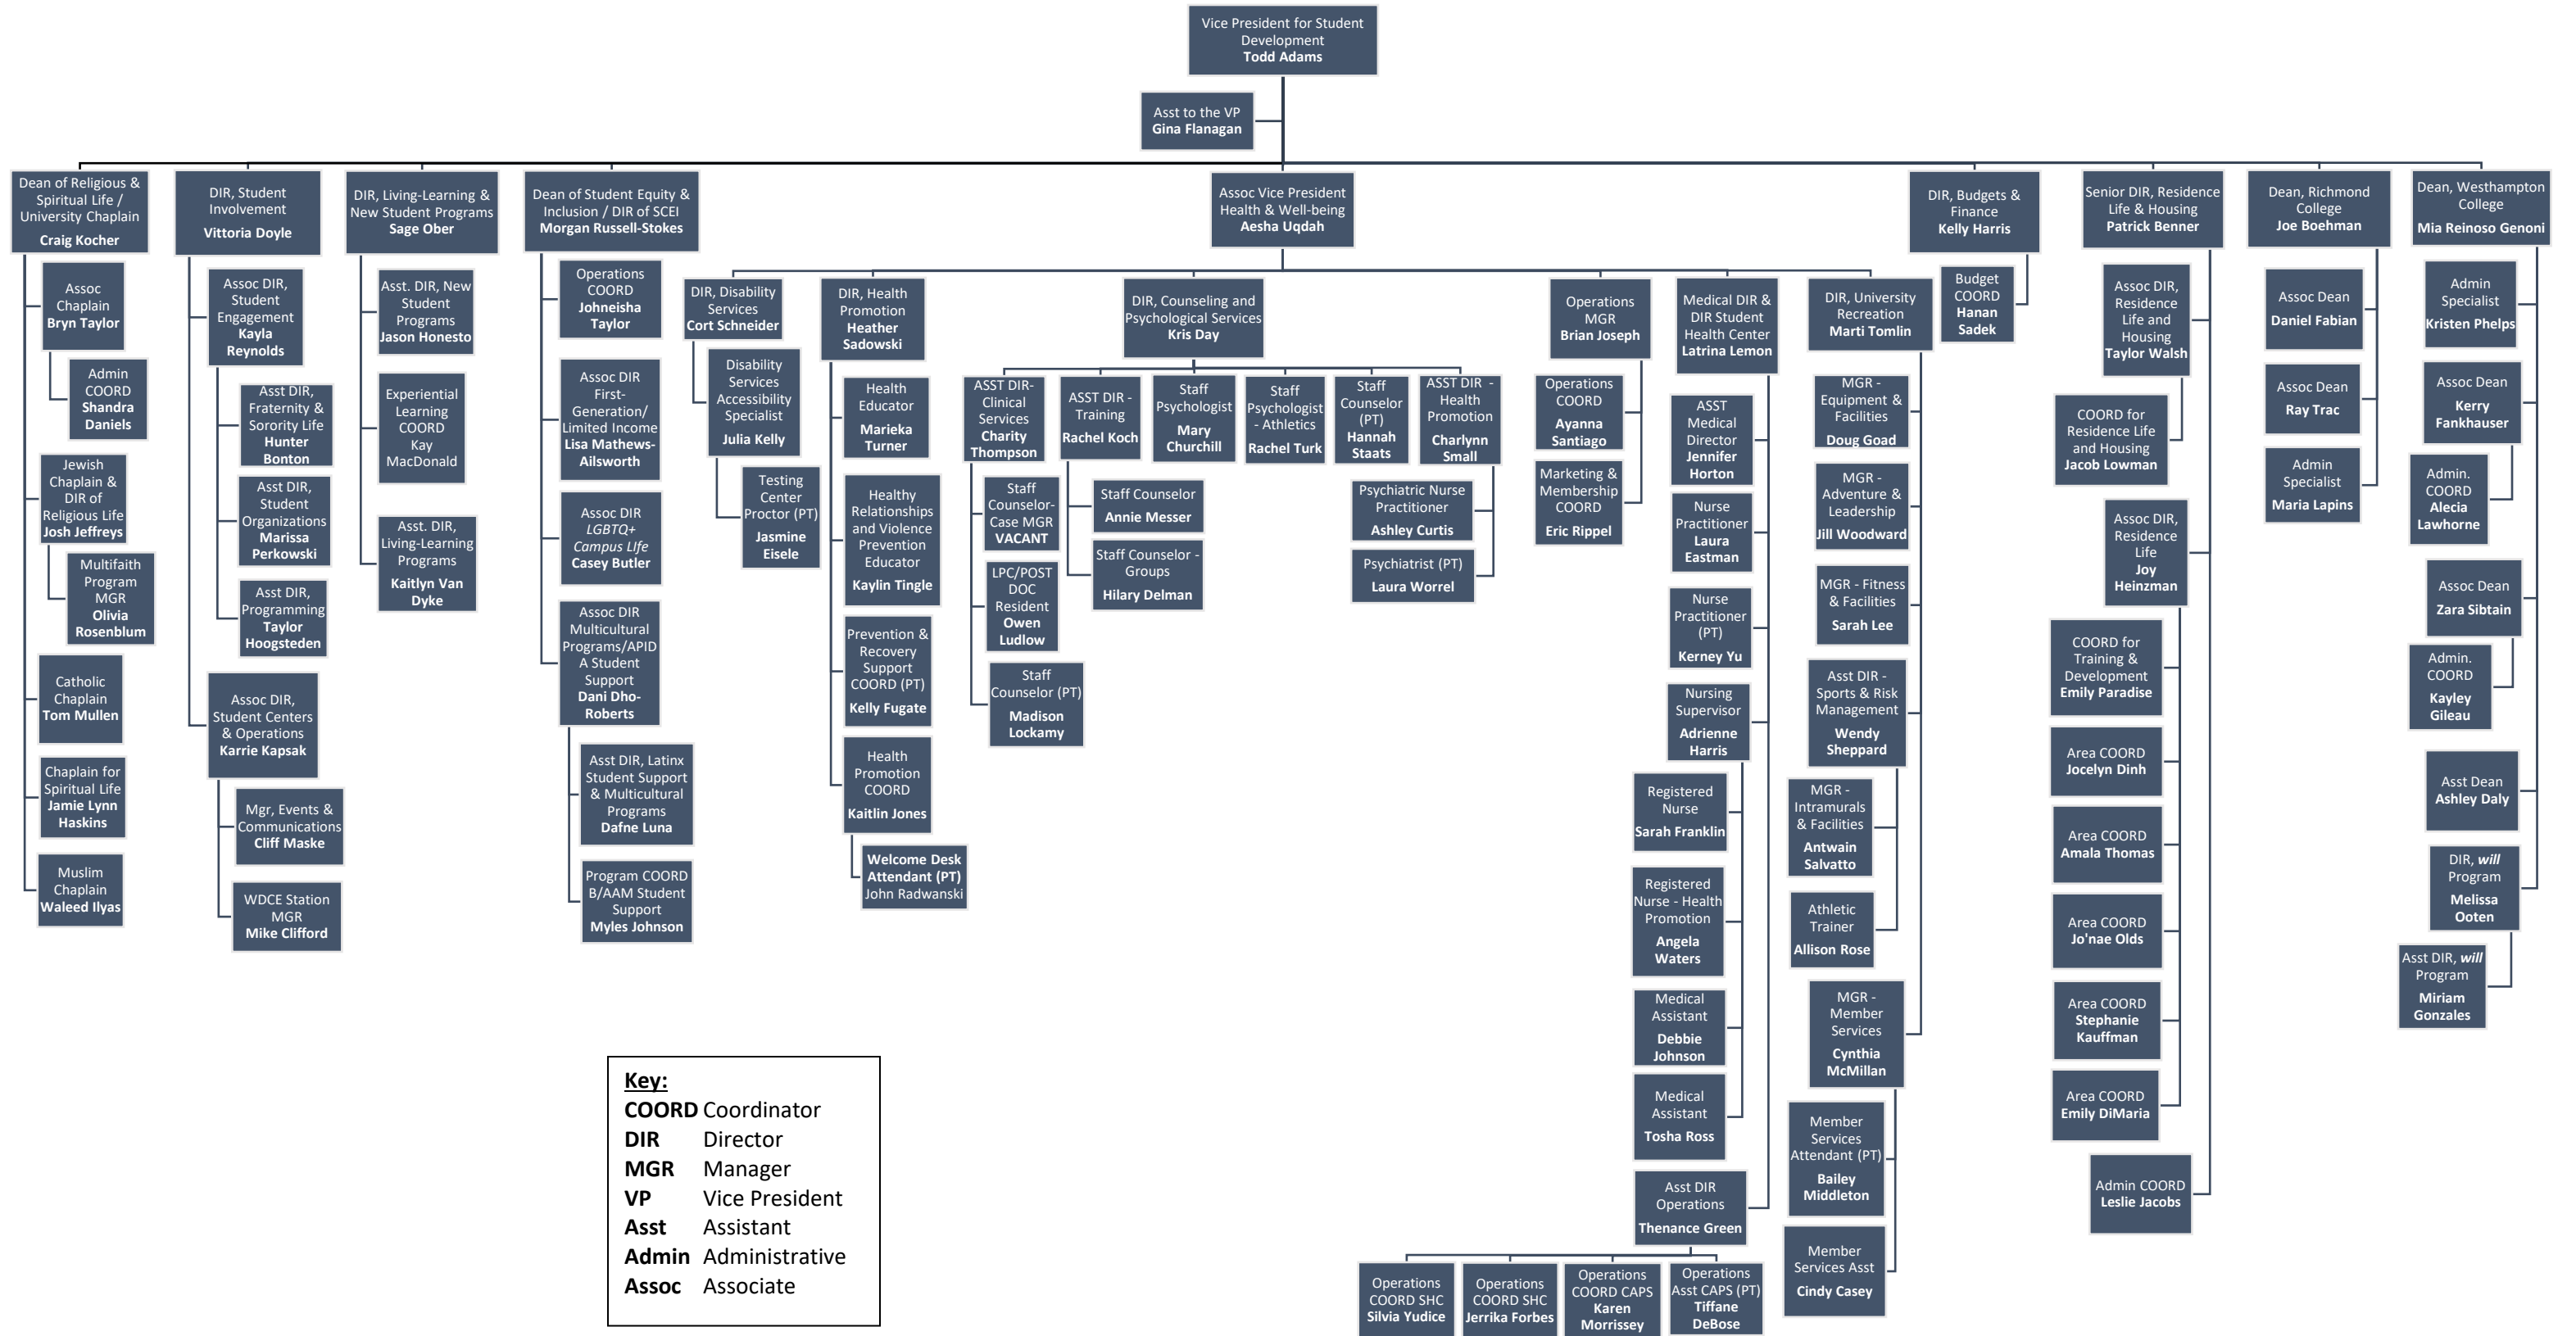 Vice President for Student
Development
Todd Adams
Asst to the VP
Gina Flanagan
Dean of Religious &
Spiritual Life /
University Chaplain
Craig Kocher
Assoc
Chaplain
Bryn Taylor
Admin
COORD
Shandra
Daniels
Jewish
Chaplain &
DIR of
Religious Life
Josh Jeffreys
Multifaith
Program
MGR
Olivia
Rosenblum
Catholic
Chaplain
Tom Mullen
Chaplain for
Spiritual Life
Jamie Lynn
Haskins
Muslim
Chaplain
Waleed Ilyas
DIR, Student
Involvement
Vittoria Doyle
Assoc DIR,
Student
Engagement
Kayla
Reynolds
Asst DIR,
Fraternity &
Sorority Life
Hunter
Bonton
Asst DIR,
Student
Organizations
Marissa
Perkowski
Asst DIR,
Programming
Taylor
Hoogsteden
Assoc DIR,
Student Centers
& Operations
Karrie Kapsak
Mgr, Events &
Communications
Cliff Maske
WDCE Station
MGR
Mike Clifford
DIR, Living-Learning &
New Student Programs
Sage Ober
Asst. DIR, New
Student
Programs
Jason Honesto
Experiential
Learning
COORD
Kay
MacDonald
Asst. DIR,
Living-Learning
Programs
Kaitlyn Van
Dyke
Dean of Student Equity &
Inclusion / DIR of SCEI
Morgan Russell-Stokes
Operations
COORD
Johneisha
Taylor
Assoc DIR
First-
Generation/
Limited Income
Lisa Mathews-
Ailsworth
Assoc DIR
LGBTQ+
Campus LIfe
Casey Butler
Assoc DIR
Multicultural
Programs/APID
A Student
Support
Dani Dho-
Roberts
Asst DIR, Latinx
Student Support
& Multicultural
Programs
Dafne Luna
Program COORD
B/AAM Student
Support
Myles Johnson
Assoc Vice President
Health & Well-being
Aesha Uqdah
DIR, Disability
Services
Cort Schneider
Disability
Services
Accessibility
Specialist
Julia Kelly
Testing
Center
Proctor (PT)
Jasmine
Eisele
DIR, Health
Promotion
Heather
Sadowski
Health
Educator
Marieka
Turner
Healthy
Relationships
and Violence
Prevention
Educator
Kaylin Tingle
Prevention &
Recovery
Support
COORD (PT)
Kelly Fugate
Health
Promotion
COORD
Kaitlin Jones
Welcome Desk
Attendant (PT)
John Radwanski
DIR, Counseling and
Psychological Services
Kris Day
ASST DIR-
Clinical
Services
Charity
Thompson
Staff
Counselor-
Case MGR
VACANT
LPC/POST
DOC
Resident
Owen
Ludlow
Staff
Counselor (PT)
Madison
Lockamy
ASST DIR -
Training
Rachel Koch
Staff Counselor
Annie Messer
Staff Counselor -
Groups
Hilary Delman
Staff
Psychologist
Mary
Churchill
Staff
Psychologist
- Athletics
Rachel Turk
Staff
Counselor
(PT)
Hannah
Staats
ASST DIR -
Health
Promotion
Charlynn
Small
Psychiatric Nurse
Practitioner
Ashley Curtis
Psychiatrist (PT)
Laura Worrel
Operations
MGR
Brian Joseph
Operations
COORD
Ayanna
Santiago
Marketing &
Membership
COORD
Eric Rippel
Medical DIR &
DIR Student
Health Center
Latrina Lemon
ASST
Medical
Director
Jennifer
Horton
Nurse
Practitioner
Laura
Eastman
Nurse
Practitioner
(PT)
Kerney Yu
Nursing
Supervisor
Adrienne
Harris
Registered
Nurse
Sarah Franklin
Registered
Nurse - Health
Promotion
Angela
Waters
Medical
Assistant
Debbie
Johnson
Medical
Assistant
Tosha Ross
Asst DIR
Operations
Thenance Green
Operations
COORD SHC
Silvia Yudice
Operations
COORD SHC
Jerrika Forbes
Operations
COORD CAPS
Karen
Morrissey
Operations
Asst CAPS (PT)
Tiffane
DeBose
DIR, University
Recreation
Marti Tomlin
MGR -
Equipment &
Facilities
Doug Goad
MGR -
Adventure &
Leadership
Jill Woodward
MGR - Fitness
& Facilities
Sarah Lee
Asst DIR -
Sports & Risk
Management
Wendy
Sheppard
MGR -
Intramurals
& Facilities
Antwain
Salvatto
Athletic
Trainer
Allison Rose
MGR -
Member
Services
Cynthia
McMillan
Member
Services
Attendant (PT)
Bailey
Middleton
Member
Services Asst
Cindy Casey
DIR, Budgets &
Finance
Kelly Harris
Budget
COORD
Hanan
Sadek
Senior DIR, Residence
Life & Housing
Patrick Benner
Assoc DIR,
Residence
Life and
Housing
Taylor Walsh
COORD for
Residence Life
and Housing
Jacob Lowman
Assoc DIR,
Residence
Life
Joy
Heinzman
COORD for
Training &
Development
Emily Paradise
Area COORD
Jocelyn Dinh
Area COORD
Amala Thomas
Area COORD
Jo'nae Olds
Area COORD
Stephanie
Kauffman
Area COORD
Emily DiMaria
Admin COORD
Leslie Jacobs
Dean, Richmond
College
Joe Boehman
Assoc Dean
Daniel Fabian
Assoc Dean
Ray Trac
Admin
Specialist
Maria Lapins
Dean, Westhampton
College
Mia Reinoso Genoni
Admin
Specialist
Kristen Phelps
Assoc Dean
Kerry
Fankhauser
Admin.
COORD
Alecia
Lawhorne
Assoc Dean
Zara Sibtain
Admin.
COORD
Kayley
Gileau
Asst Dean
Ashley Daly
DIR, will
Program
Melissa
Ooten
Asst DIR, will
Program
Miriam
Gonzales
Key:
COORD Coordinator
DIR Director
MGR Manager
VP Vice President
Asst Assistant
Admin Administrative
Assoc Associate